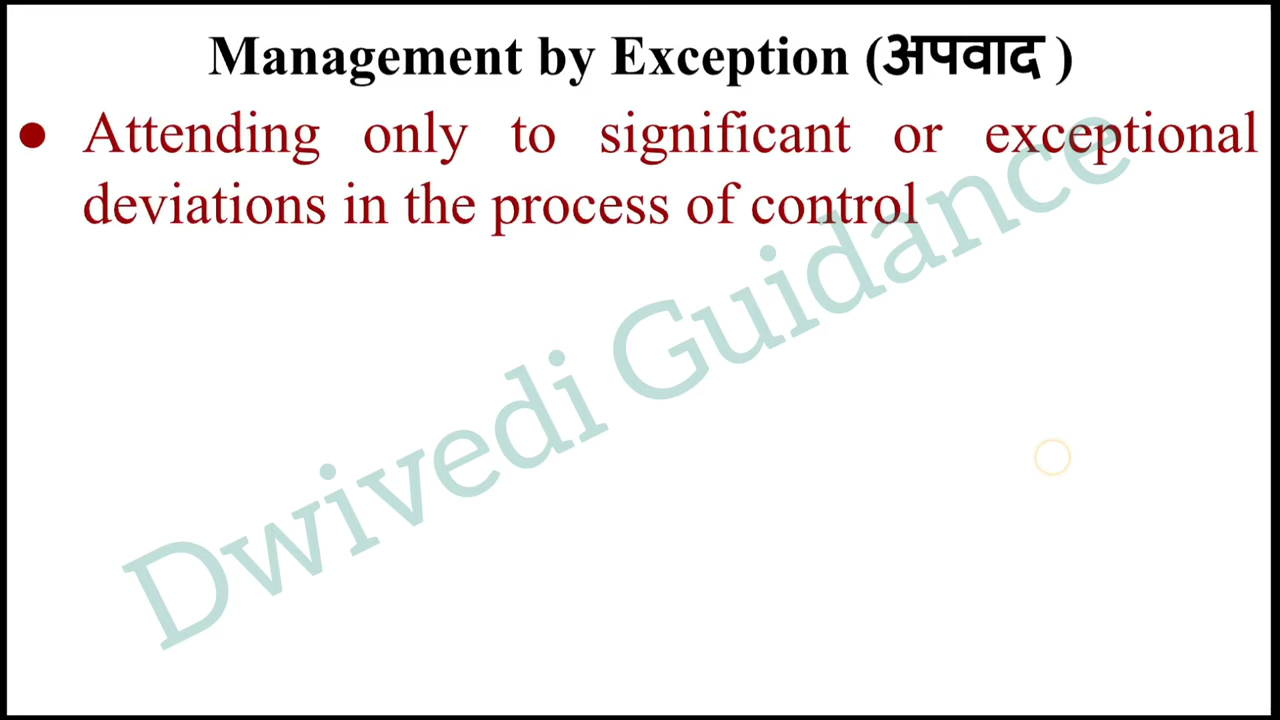 Management by Exception (अपवाद )
● Attending only to significant or exceptional
deviations in the process of control
Dwivedi Guidance